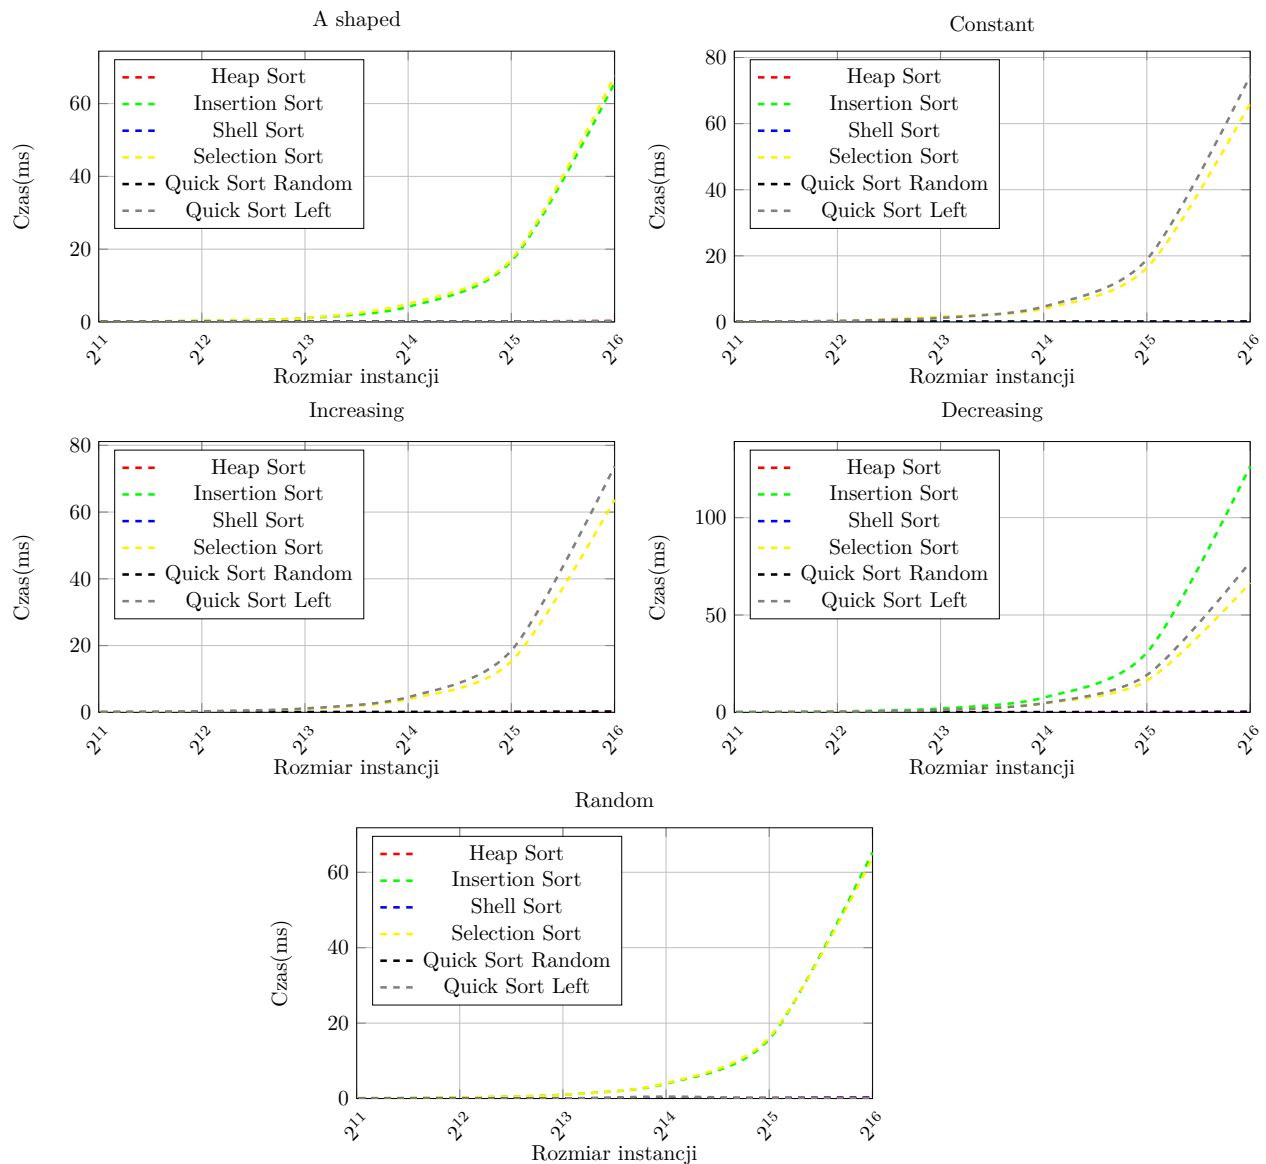 A shaped
Czas(ms)
60
40
20
0
Heap Sort
Insertion Sort
Shell Sort
Selection Sort
Quick Sort Random
Quick Sort Left
2^11 2^12 2^13 2^14 2^15 2^16
Rozmiar instancji
Constant
Czas(ms)
80
60
40
20
0
Heap Sort
Insertion Sort
Shell Sort
Selection Sort
Quick Sort Random
Quick Sort Left
2^11 2^12 2^13 2^14 2^15 2^16
Rozmiar instancji
Increasing
Czas(ms)
80
60
40
20
0
Heap Sort
Insertion Sort
Shell Sort
Selection Sort
Quick Sort Random
Quick Sort Left
2^11 2^12 2^13 2^14 2^15 2^16
Rozmiar instancji
Decreasing
Czas(ms)
100
50
0
Heap Sort
Insertion Sort
Shell Sort
Selection Sort
Quick Sort Random
Quick Sort Left
2^11 2^12 2^13 2^14 2^15 2^16
Rozmiar instancji
Random
Czas(ms)
60
40
20
0
Heap Sort
Insertion Sort
Shell Sort
Selection Sort
Quick Sort Random
Quick Sort Left
2^11 2^12 2^13 2^14 2^15 2^16
Rozmiar instancji